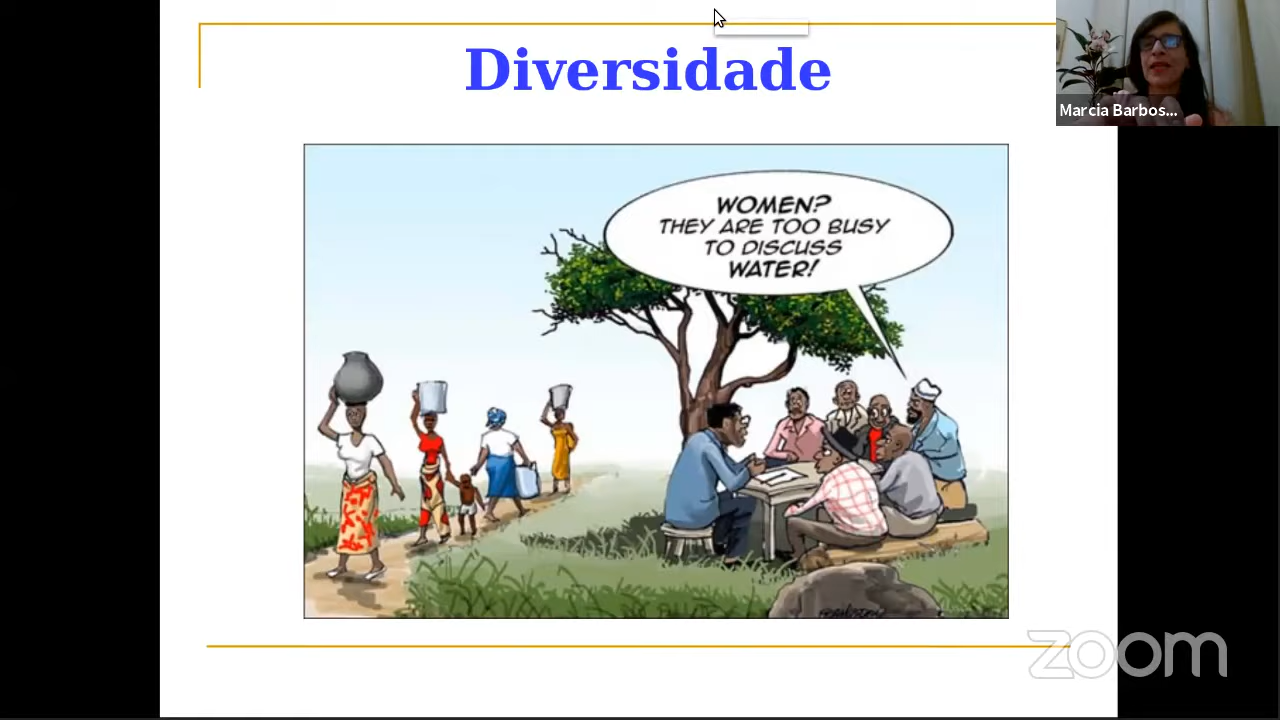 Diversidade
Marcia Barbos...
WOMEN?
THEY ARE TOO BUSY
TO DISCUSS
WATER!
zoom